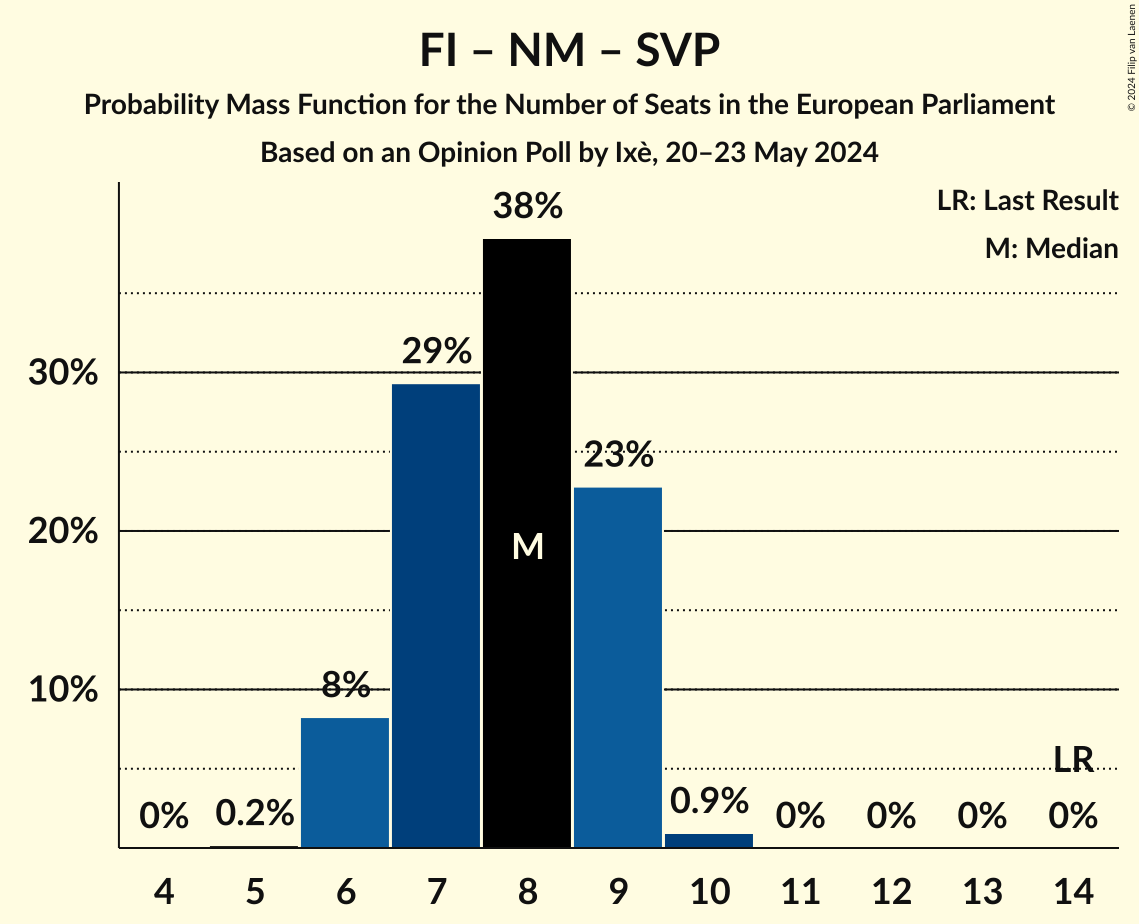 © 2024 Filip van Laenen
FI – NM – SVP
Probability Mass Function for the Number of Seats in the European Parliament
Based on an Opinion Poll by Ixè, 20–23 May 2024
LR: Last Result
M: Median
38%
29%
30%
23%
20%
M
8%
10%
LR
0% 0.2% 0.9% 0% 0% 0% 0%
4 5 6 7 8 9 10 11 12 13 14